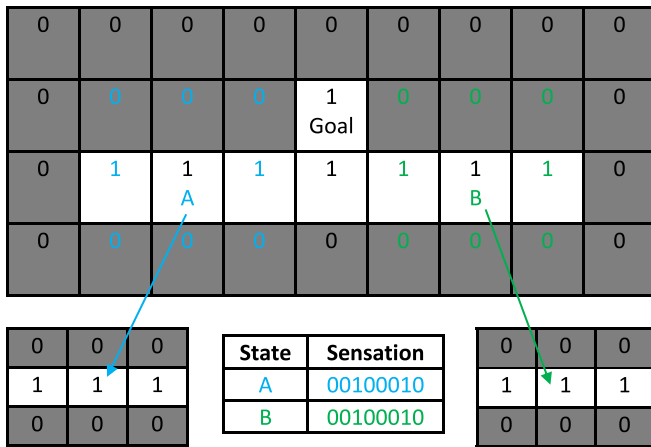 0 0 0 0 0 0 0 0 0
0 0 0 0 1 0 0 0 0
Goal
0 1 1 1 1 1 1 1 0
A B
0 0 0 0 0 0 0 0 0
0 0 0
1 1 1
0 0 0
State Sensation
A 00100010
B 00100010
0 0 0
1 1 1
0 0 0